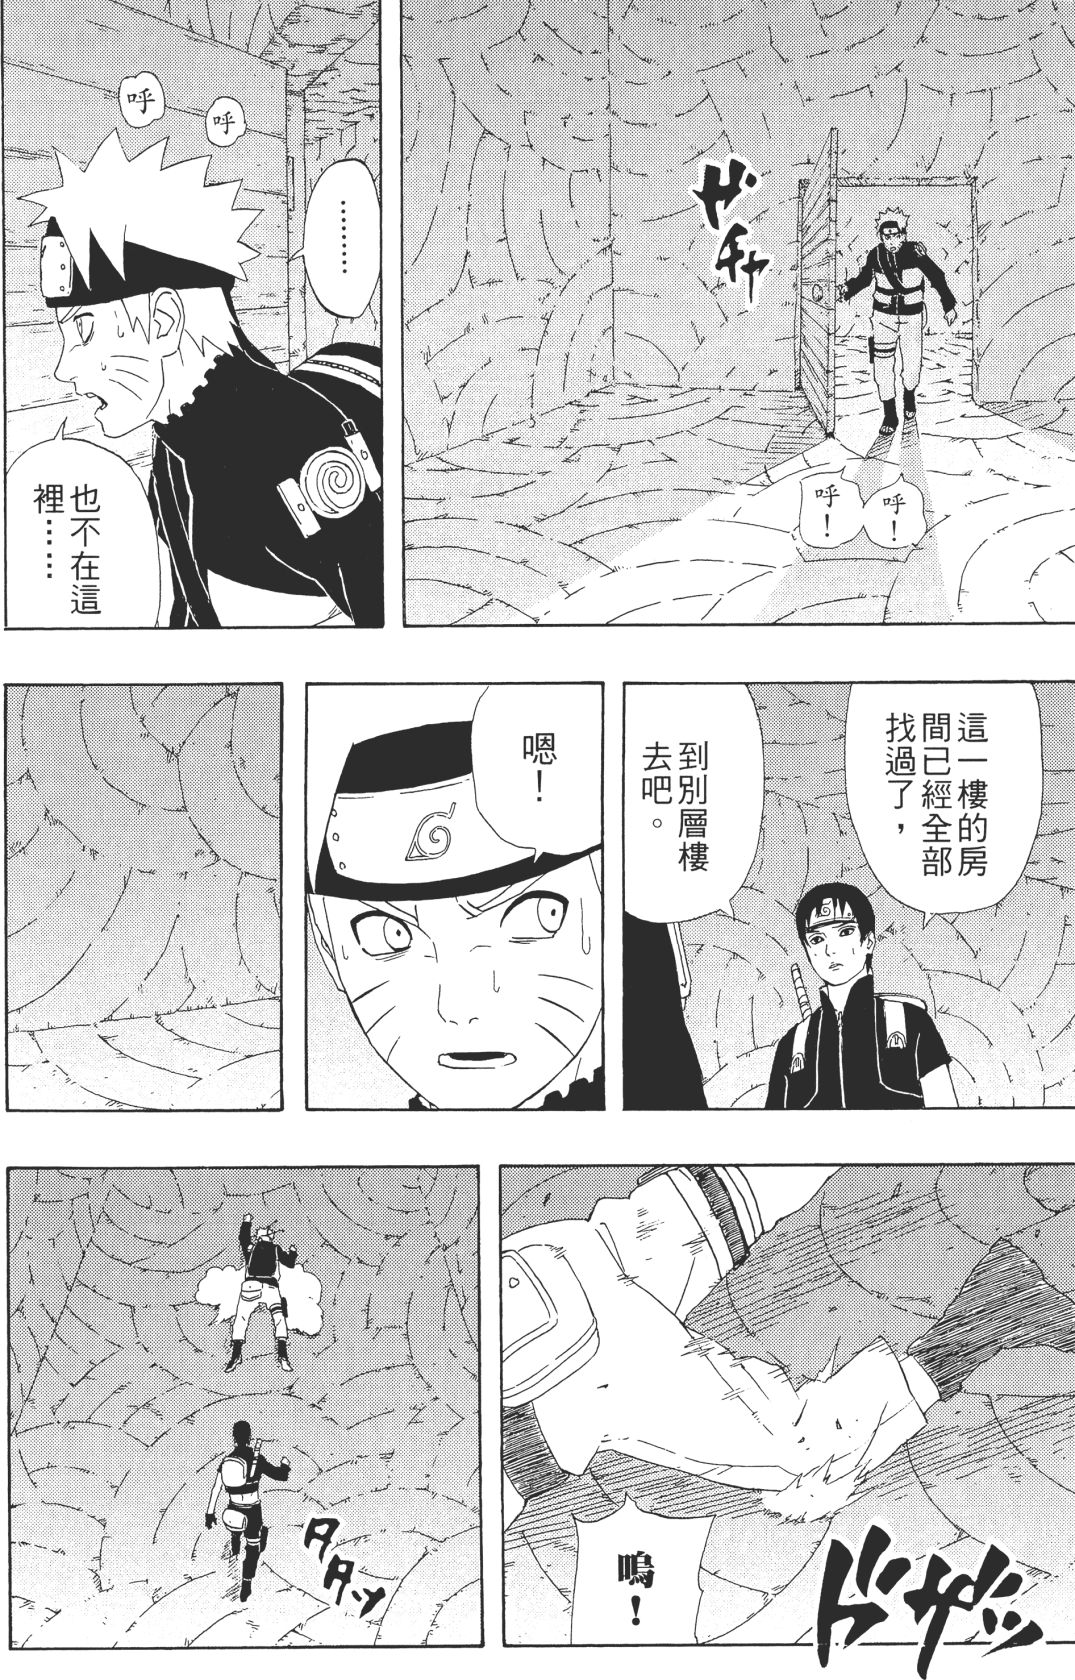 ガチャ
呼！
呼！
………
呼
呼
也不在這
裡……
這一樓的房
間已經全部
找過了，
到別層樓
去吧。
嗯！
ドザッ
嗚！
タタタッ